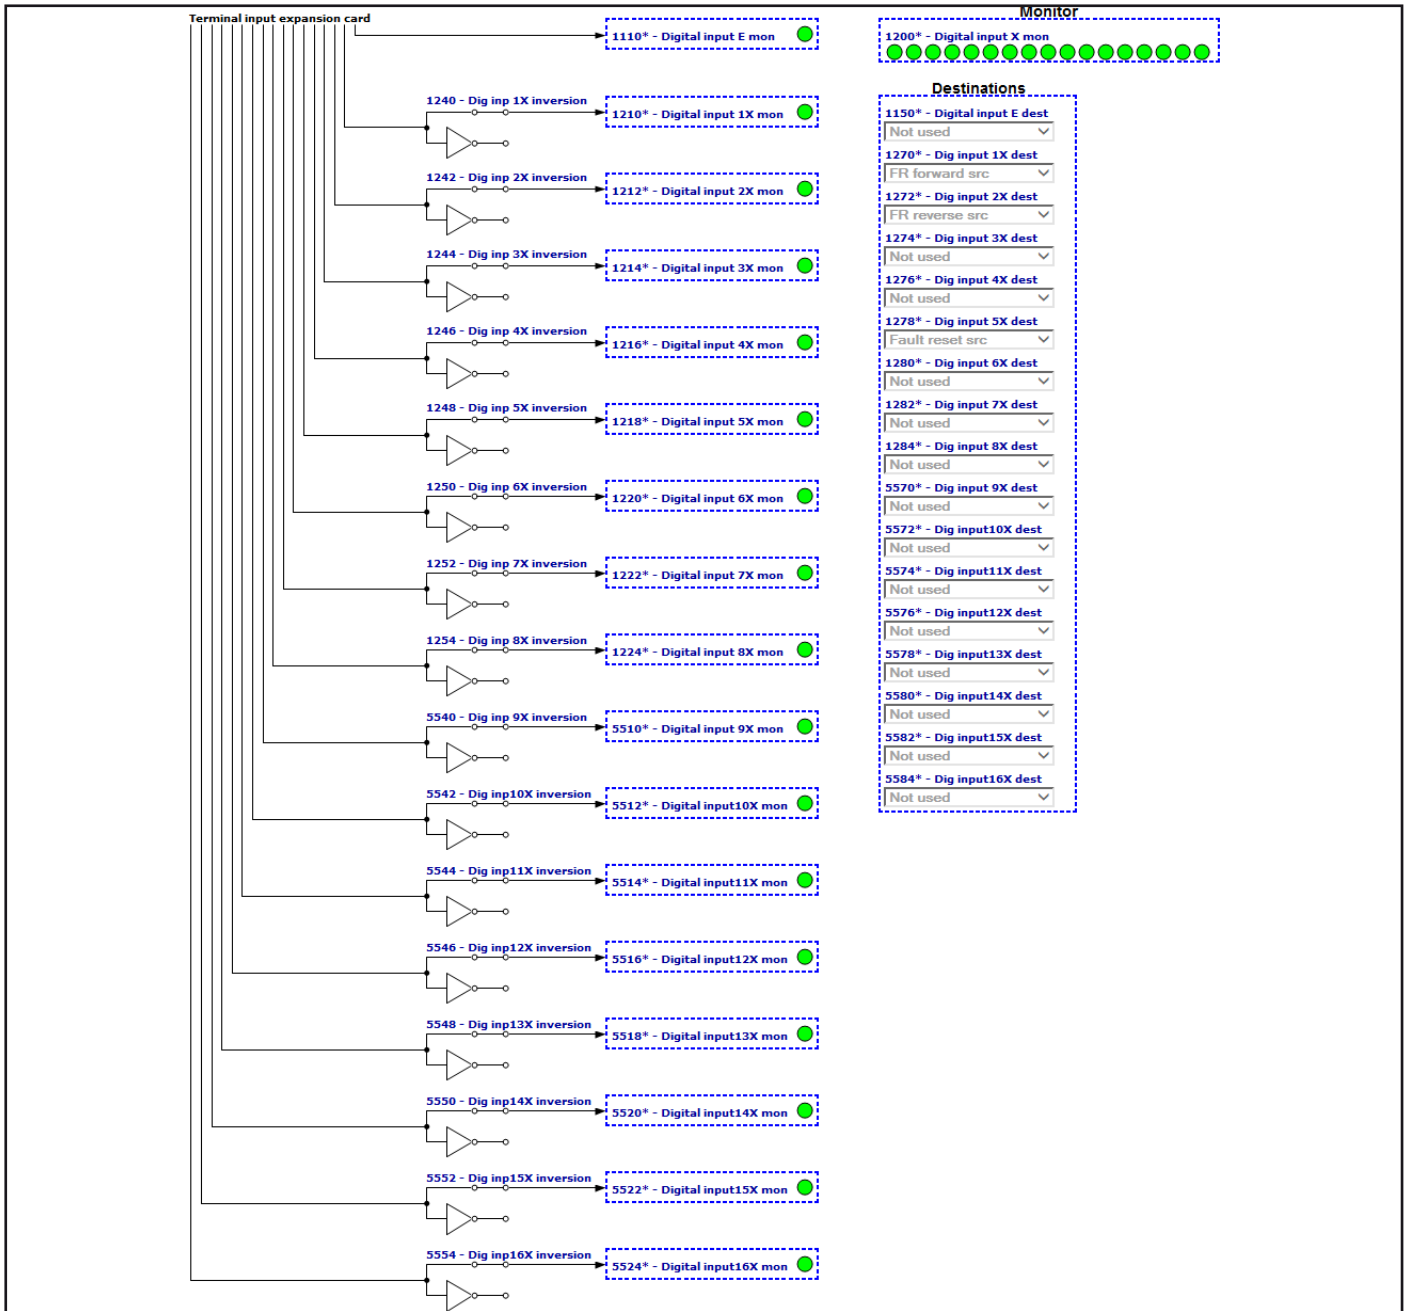 Terminal input expansion card
1110* - Digital input E mon
1240 - Dig inp 1X inversion
1210* - Digital input 1X mon
1242 - Dig inp 2X inversion
1212* - Digital input 2X mon
1244 - Dig inp 3X inversion
1214* - Digital input 3X mon
1246 - Dig inp 4X inversion
1216* - Digital input 4X mon
1248 - Dig inp 5X inversion
1218* - Digital input 5X mon
1250 - Dig inp 6X inversion
1220* - Digital input 6X mon
1252 - Dig inp 7X inversion
1222* - Digital input 7X mon
1254 - Dig inp 8X inversion
1224* - Digital input 8X mon
5540 - Dig inp 9X inversion
5510* - Digital input 9X mon
5542 - Dig inp10X inversion
5512* - Digital input10X mon
5544 - Dig inp11X inversion
5514* - Digital input11X mon
5546 - Dig inp12X inversion
5516* - Digital input12X mon
5548 - Dig inp13X inversion
5518* - Digital input13X mon
5550 - Dig inp14X inversion
5520* - Digital input14X mon
5552 - Dig inp15X inversion
5522* - Digital input15X mon
5554 - Dig inp16X inversion
5524* - Digital input16X mon
Monitor
1200* - Digital input X mon
Destinations
1150* - Digital input E dest
Not used
1270* - Dig input 1X dest
FR forward src
1272* - Dig input 2X dest
FR reverse src
1274* - Dig input 3X dest
Not used
1276* - Dig input 4X dest
Not used
1278* - Dig input 5X dest
Fault reset src
1280* - Dig input 6X dest
Not used
1282* - Dig input 7X dest
Not used
1284* - Dig input 8X dest
Not used
5570* - Dig input 9X dest
Not used
5572* - Dig input10X dest
Not used
5574* - Dig input11X dest
Not used
5576* - Dig input12X dest
Not used
5578* - Dig input13X dest
Not used
5580* - Dig input14X dest
Not used
5582* - Dig input15X dest
Not used
5584* - Dig input16X dest
Not used